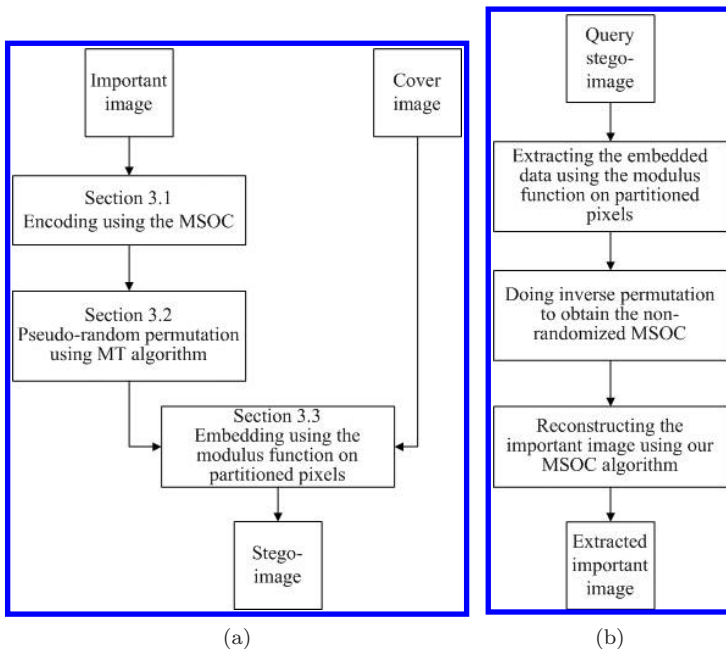 Important
image
Cover
image
Section 3.1
Encoding using the MSOC
Section 3.2
Pseudo-random permutation
using MT algorithm
Section 3.3
Embedding using the
modulus function on
partitioned pixels
Stego-
image
(a)
Query
stego-
image
Extracting the embedded
data using the modulus
function on partitioned
pixels
Doing inverse permutation
to obtain the non-
randomized MSOC
Reconstructing the
important image using our
MSOC algorithm
Extracted
important
image
(b)